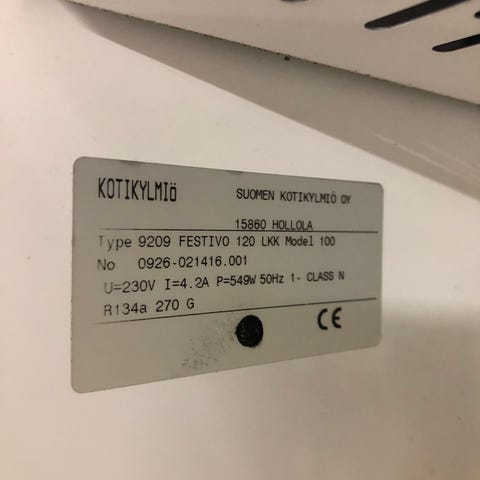 KOTIKYLMIÖ
SUOMEN KOTIKYLMIÖ OY
15860 HOLLOLA
Type 9209 FESTIVO 120 LKK Model 100
No 0926-021416.001
U=230V I=4.2A P=549W 50Hz 1- CLASS N
R134a 270 G
CE